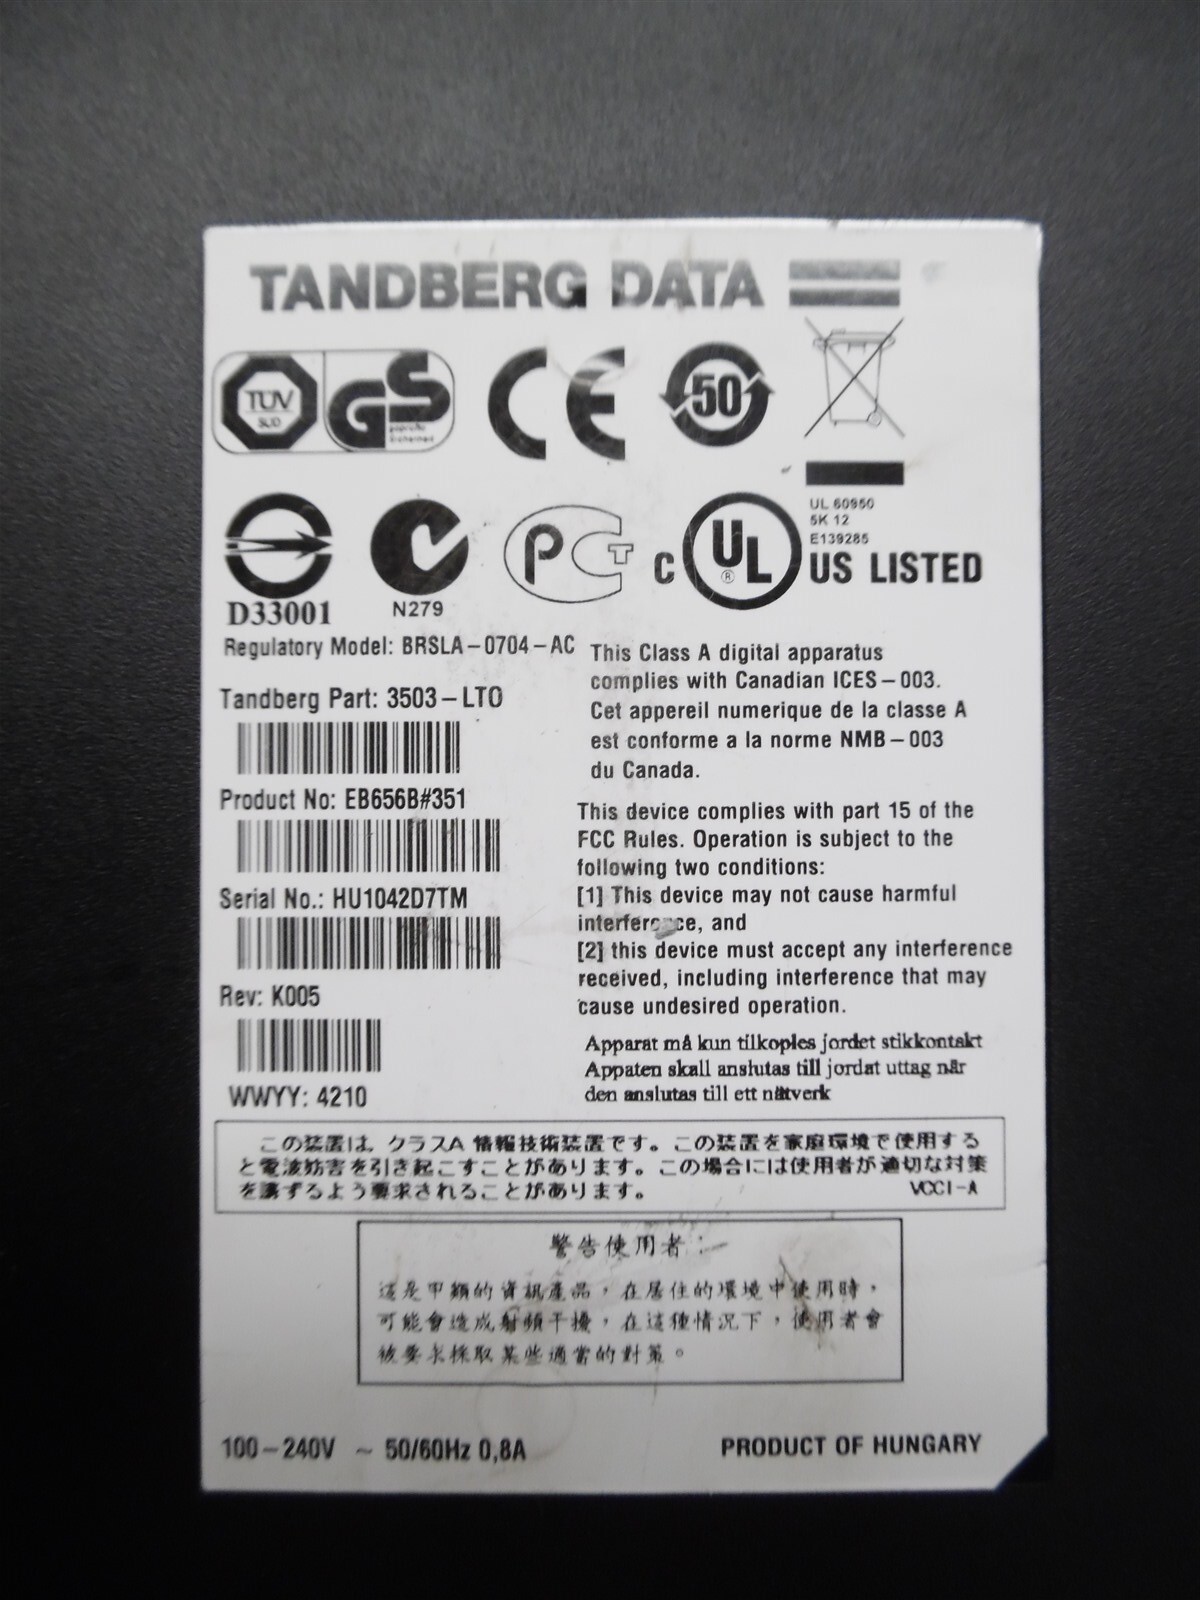 TANDBERG DATA
TÜV
SÜD
GS
geprüfte
Sicherheit
CE
50
UL 60950
5K 12
E139285
D33001
N279
PCT
C UL ® US LISTED
Regulatory Model: BRSLA-0704-AC
Tandberg Part: 3503-LTO
Product No: EB656B#351
Serial No.: HU1042D7TM
Rev: K005
WWYY: 4210
This Class A digital apparatus
complies with Canadian ICES-003.
Cet appereil numerique de la classe A
est conforme a la norme NMB-003
du Canada.
This device complies with part 15 of the
FCC Rules. Operation is subject to the
following two conditions:
[1] This device may not cause harmful
interference, and
[2] this device must accept any interference
received, including interference that may
cause undesired operation.
Apparat må kun tilkoples jordet stikkontakt
Appaten skall anslutas till jordat uttag når
den anslutas till ett nätverk
この装置は、クラスA 情報技術装置です。この装置を家庭環境で使用する
と電波妨害を引き起こすことがあります。この場合には使用者が適切な対策
を講ずるよう要求されることがあります。 VCCI-A
警告使用者：
這是甲類的資訊產品，在居住的環境中使用時，
可能會造成射頻干擾，在這種情況下，使用者會
被要求採取某些適當的對策。
100-240V ~ 50/60Hz 0,8A
PRODUCT OF HUNGARY